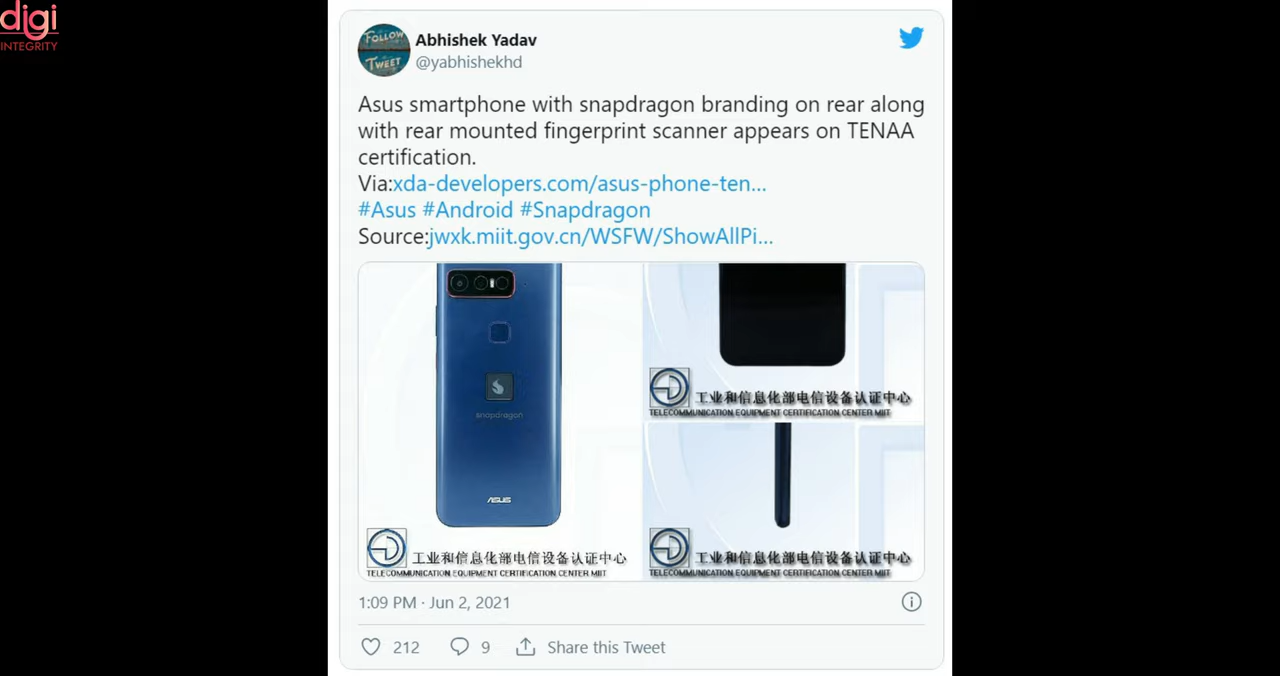 digi
INTEGRITY
FOLLOW
TWEET
Abhishek Yadav
@yabhishekhd
Asus smartphone with snapdragon branding on rear along
with rear mounted fingerprint scanner appears on TENAA
certification.
Via:xda-developers.com/asus-phone-ten...
#Asus #Android #Snapdragon
Source:jwxk.miit.gov.cn/WSFW/ShowAllPi...
snapdragon
ASUS
工业和信息化部电信设备认证中心
TELECOMMUNICATION EQUIPMENT CERTIFICATION CENTER MIIT
工业和信息化部电信设备认证中心
TELECOMMUNICATION EQUIPMENT CERTIFICATION CENTER MIIT
工业和信息化部电信设备认证中心
TELECOMMUNICATION EQUIPMENT CERTIFICATION CENTER MIIT
1:09 PM · Jun 2, 2021
212
9
Share this Tweet